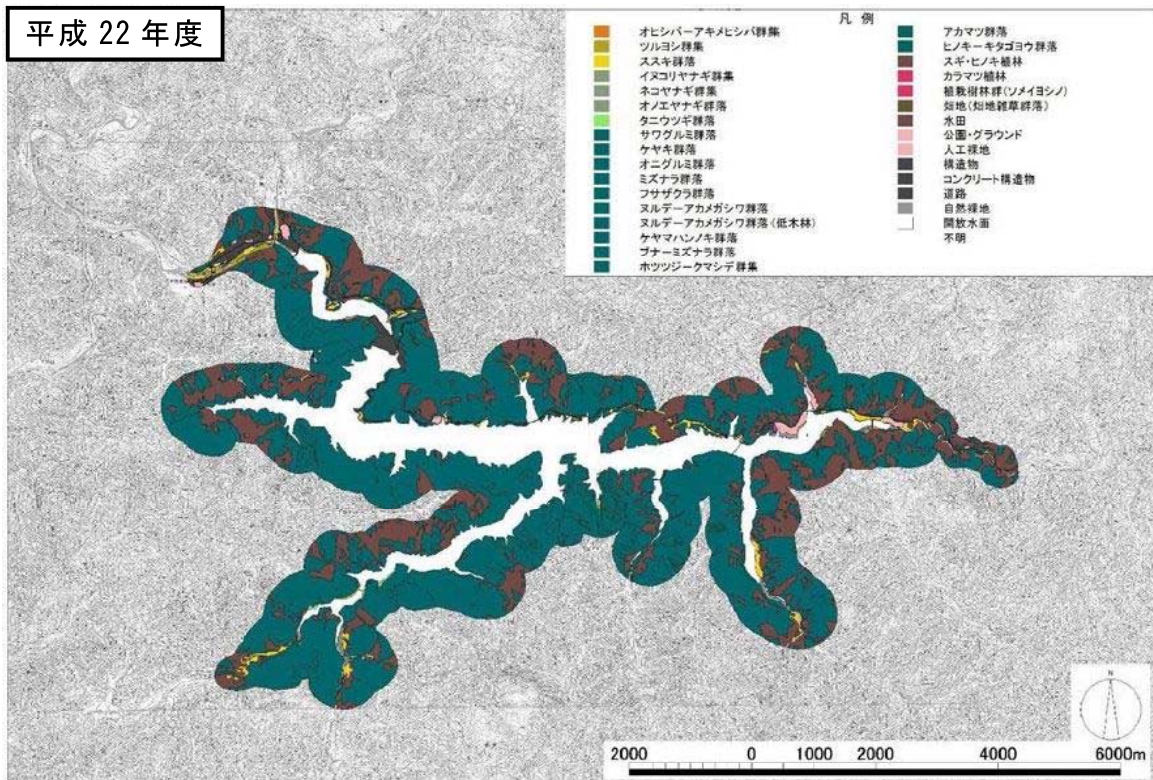 平成 22 年度
凡 例
オヒシバーアキメヒシバ群集
ツルヨシ群集
ススキ群落
イヌコリヤナギ群集
ネコヤナギ群集
オノエヤナギ群落
タニウツギ群落
サワグルミ群落
ケヤキ群落
オニグルミ群落
ミズナラ群落
フサザクラ群落
ヌルデーアカメガシワ群落
ヌルデーアカメガシワ群落(低木林)
ケヤマハンノキ群落
ブナーミズナラ群落
ホツツジークマシデ群集
アカマツ群落
ヒノキーキタゴヨウ群落
スギ・ヒノキ植林
カラマツ植林
植栽樹林群(ソメイヨシノ)
畑地(畑地雑草群落)
水田
公園・グラウンド
人工裸地
構造物
コンクリート構造物
道路
自然裸地
開放水面
不明
N
2000 0 1000 2000 4000 6000m